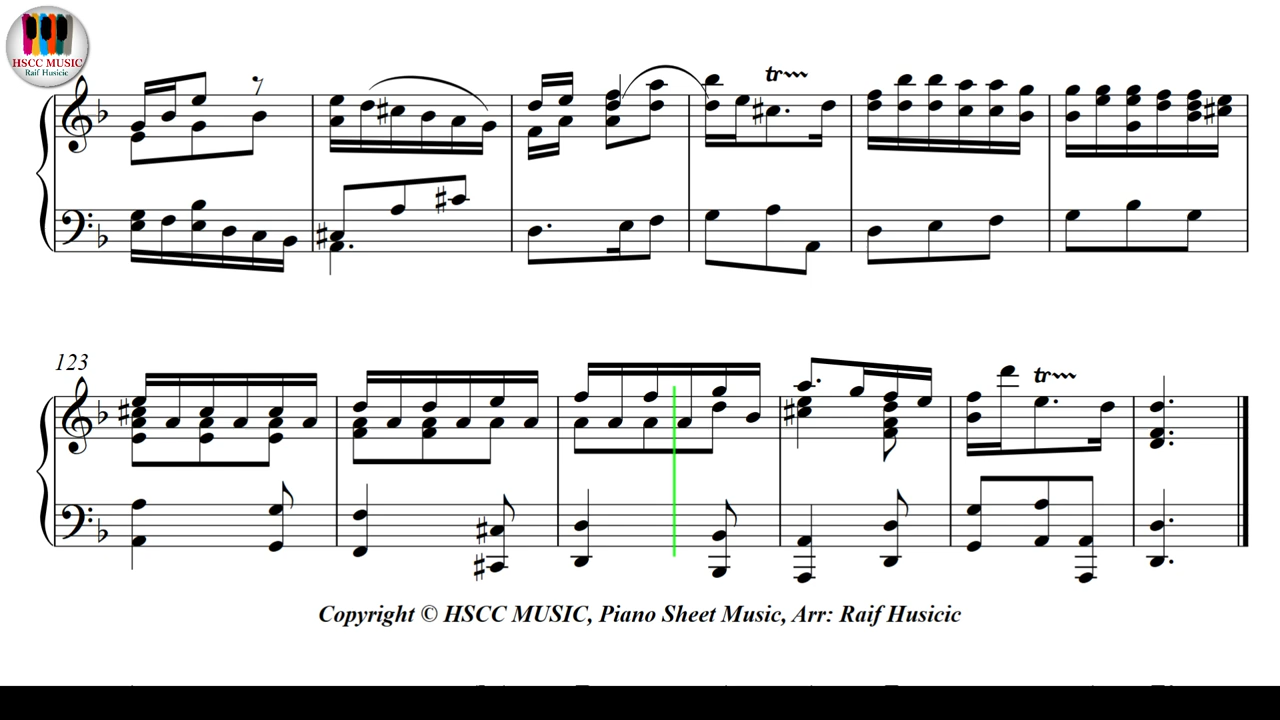 HSCC MUSIC
Raif Husicic
tr
123
tr
Copyright © HSCC MUSIC, Piano Sheet Music, Arr: Raif Husicic